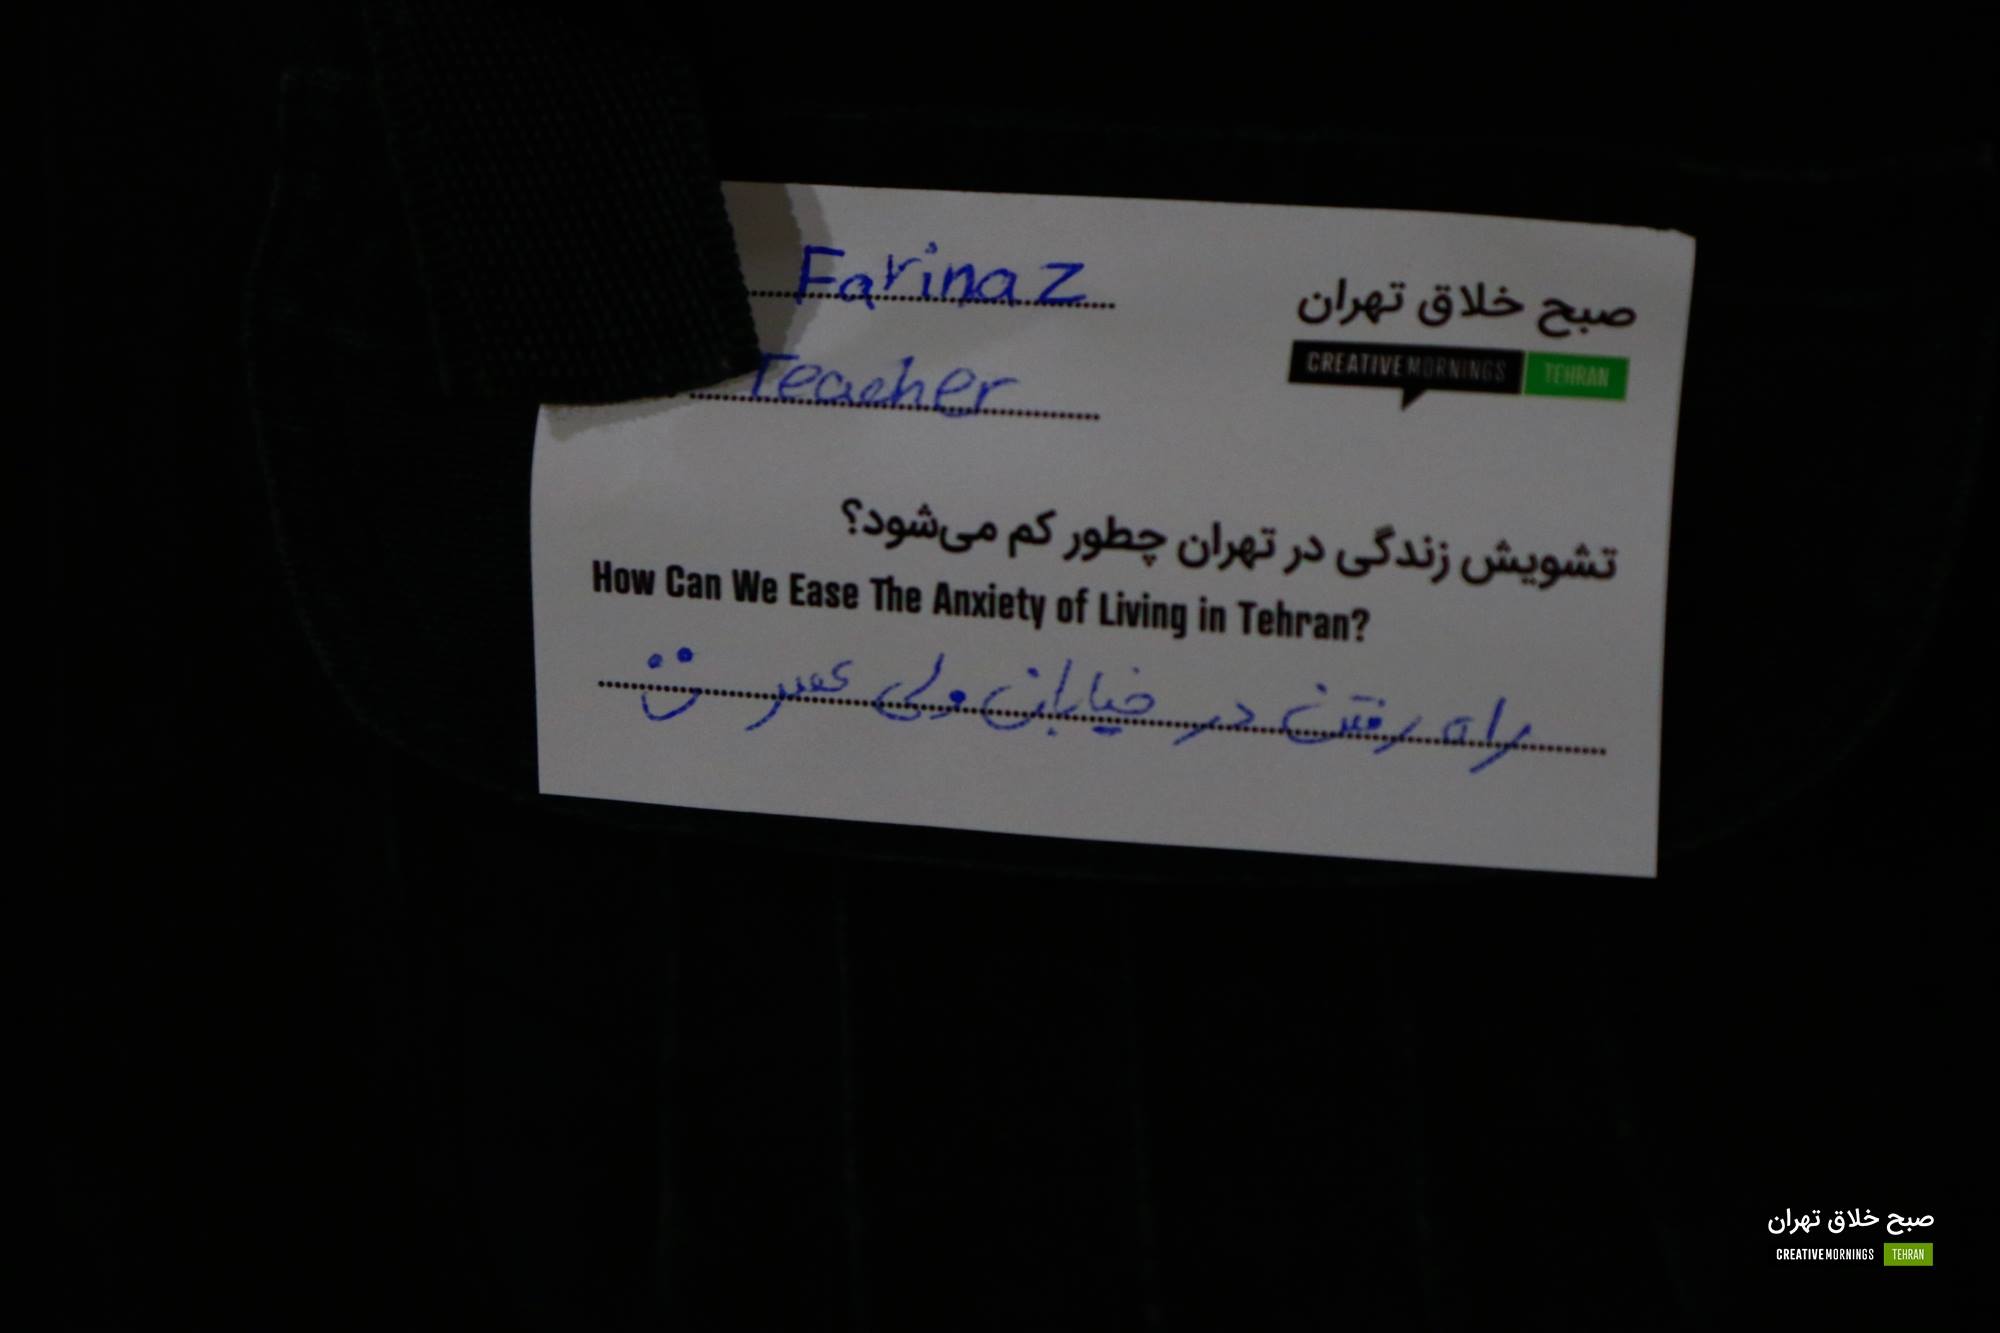 Farinaz
Teacher
صبح خلاق تهران
CREATIVEMORNINGS TEHRAN
تشویش زندگی در تهران چطور کم می‌شود؟
How Can We Ease The Anxiety of Living in Tehran?
راه رفتن در خیابان ولی عصر
صبح خلاق تهران
CREATIVEMORNINGS TEHRAN